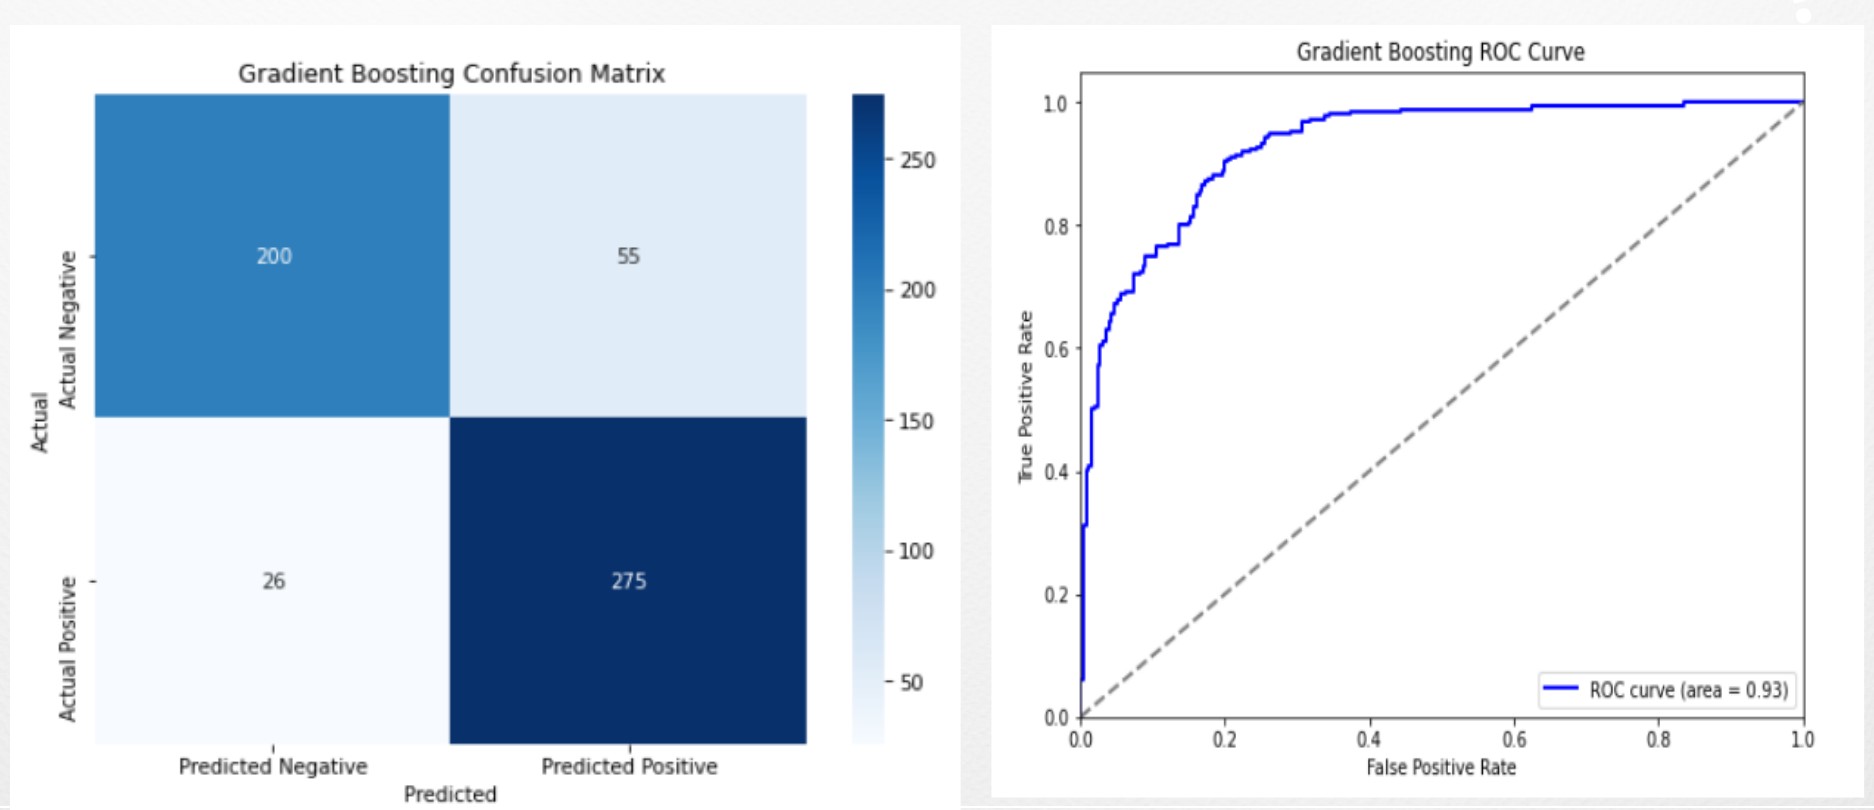 Gradient Boosting Confusion Matrix
Actual
Actual Negative
Actual Positive
200
55
26
275
Predicted Negative
Predicted Positive
Predicted
250
200
150
100
50
Gradient Boosting ROC Curve
True Positive Rate
1.0
0.8
0.6
0.4
0.2
0.0
0.0
0.2
0.4
0.6
0.8
1.0
False Positive Rate
ROC curve (area = 0.93)